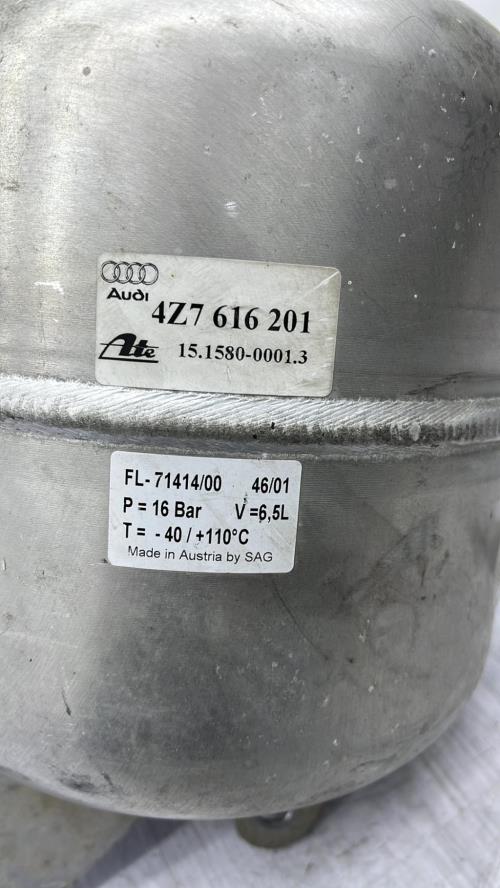 Audi
4Z7 616 201
Ate 15.1580-0001.3
FL-71414/00 46/01
P = 16 Bar V =6,5L
T = - 40 / +110°C
Made in Austria by SAG